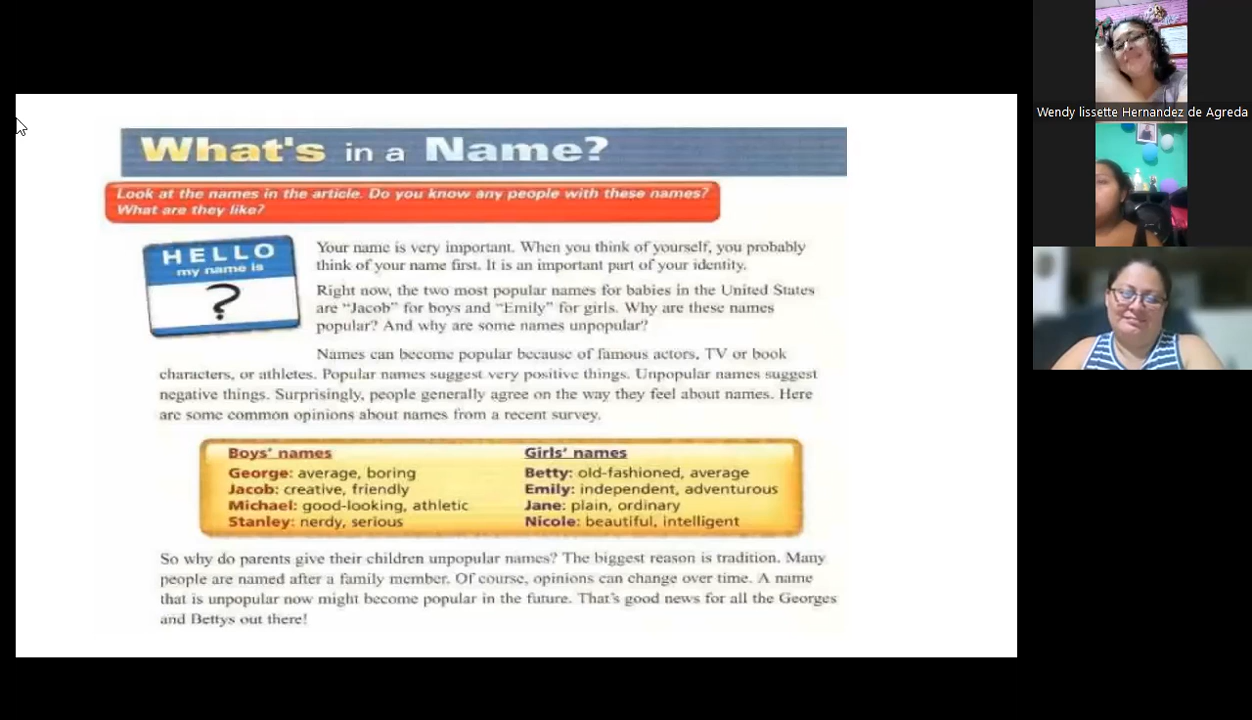 What's in a Name?
Look at the names in the article. Do you know any people with these names?
What are they like?
HELLO
my name is
?
Your name is very important. When you think of yourself, you probably
think of your name first. It is an important part of your identity.
Right now, the two most popular names for babies in the United States
are “Jacob” for boys and “Emily” for girls. Why are these names
popular? And why are some names unpopular?
Names can become popular because of famous actors, TV or book
characters, or athletes. Popular names suggest very positive things. Unpopular names suggest
negative things. Surprisingly, people generally agree on the way they feel about names. Here
are some common opinions about names from a recent survey.
Boys' names
George: average, boring
Jacob: creative, friendly
Michael: good-looking, athletic
Stanley: nerdy, serious
Girls' names
Betty: old-fashioned, average
Emily: independent, adventurous
Jane: plain, ordinary
Nicole: beautiful, intelligent
So why do parents give their children unpopular names? The biggest reason is tradition. Many
people are named after a family member. Of course, opinions can change over time. A name
that is unpopular now might become popular in the future. That's good news for all the Georges
and Bettys out there!
Wendy lissette Hernandez de Agreda